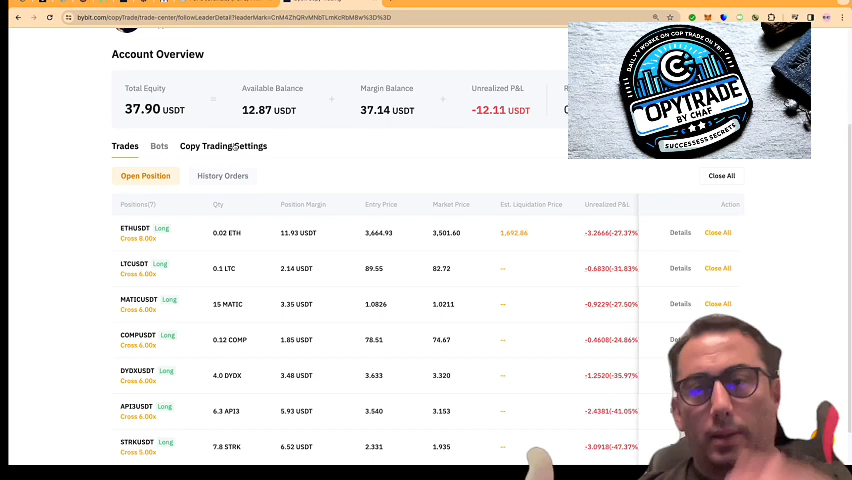 bybit.com/copyTrade/trade-center/followLeaderDetail?leaderMark=CnM4ZhQRvMNbTLmKcRbM8w%3D%3D
Account Overview
Total Equity
Available Balance
Margin Balance
Unrealized P&L
37.90 USDT
=
12.87 USDT
+
37.14 USDT
+
-12.11 USDT
Trades
Bots
Copy Trading Settings
Open Position
History Orders
Close All
Positions(7)
Qty
Position Margin
Entry Price
Market Price
Est. Liquidation Price
Unrealized P&L
Action
ETHUSDT Long
Cross 8.00x
0.02 ETH
11.93 USDT
3,664.93
3,501.60
1,692.86
-3.2666(-27.37%
Details
Close All
LTCUSDT Long
Cross 6.00x
0.1 LTC
2.14 USDT
89.55
82.72
--
-0.6830(-31.83%
Details
Close All
MATICUSDT Long
Cross 6.00x
15 MATIC
3.35 USDT
1.0826
1.0211
--
-0.9229(-27.50%
Details
Close All
COMPUSDT Long
Cross 6.00x
0.12 COMP
1.85 USDT
78.51
74.67
--
-0.4608(-24.86%
DYDXUSDT Long
Cross 6.00x
4.0 DYDX
3.48 USDT
3.633
3.320
--
-1.2520(-35.97%
API3USDT Long
Cross 6.00x
6.3 API3
5.93 USDT
3.540
3.153
--
-2.4381(-41.05%
STRKUSDT Long
Cross 5.00x
7.8 STRK
6.52 USDT
2.331
1.935
--
-3.0918(-47.37%
DAILYY WORKE ON COP TRADE ON YBT
OPYTRADE
BY CHAF
SUCCESSESS SECRETS